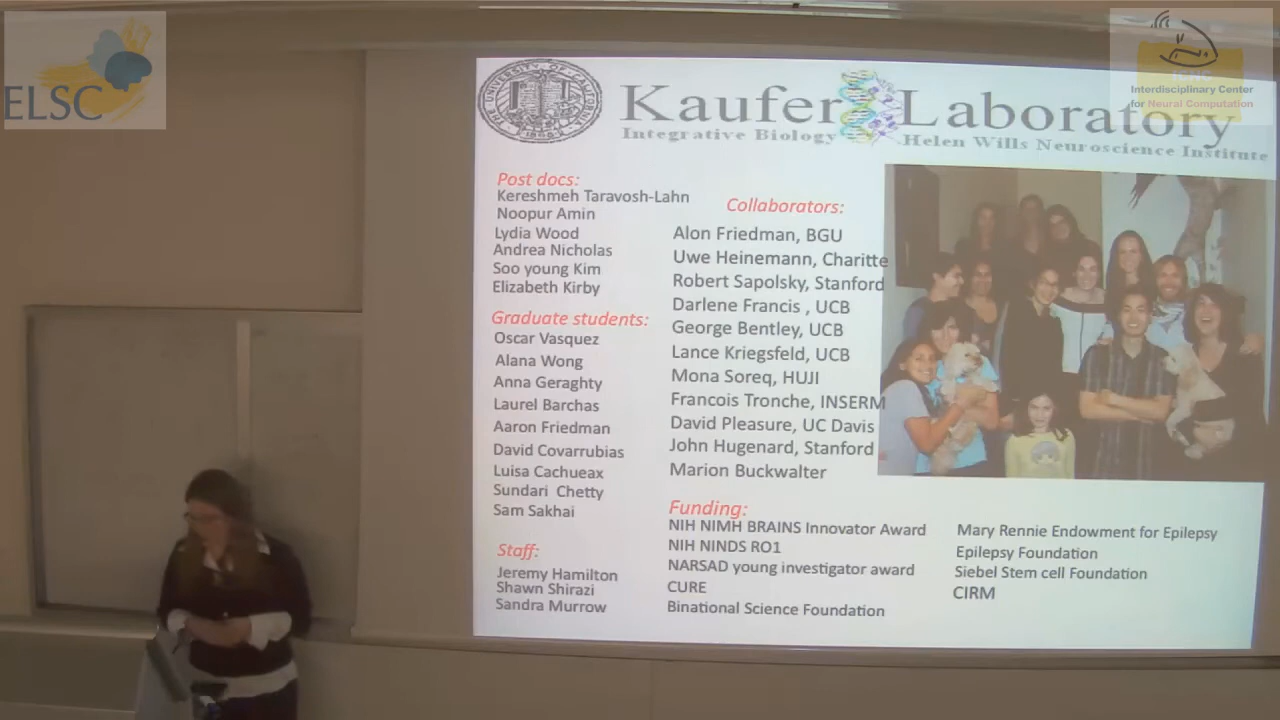 ELSC
ICNC
Interdisciplinary Center
for Neural Computation
Kaufer Laboratory
Integrative Biology
Helen Wills Neuroscience Institute
Post docs:
Kereshmeh Taravosh-Lahn
Noopur Amin
Lydia Wood
Andrea Nicholas
Soo young Kim
Elizabeth Kirby
Graduate students:
Oscar Vasquez
Alana Wong
Anna Geraghty
Laurel Barchas
Aaron Friedman
David Covarrubias
Luisa Cachueax
Sundari Chetty
Sam Sakhai
Staff:
Jeremy Hamilton
Shawn Shirazi
Sandra Murrow
Collaborators:
Alon Friedman, BGU
Uwe Heinemann, Charitte
Robert Sapolsky, Stanford
Darlene Francis , UCB
George Bentley, UCB
Lance Kriegsfeld, UCB
Mona Soreq, HUJI
Francois Tronche, INSERM
David Pleasure, UC Davis
John Hugenard, Stanford
Marion Buckwalter
Funding:
NIH NIMH BRAINS Innovator Award
NIH NINDS RO1
NARSAD young investigator award
CURE
Binational Science Foundation
Mary Rennie Endowment for Epilepsy
Epilepsy Foundation
Siebel Stem cell Foundation
CIRM